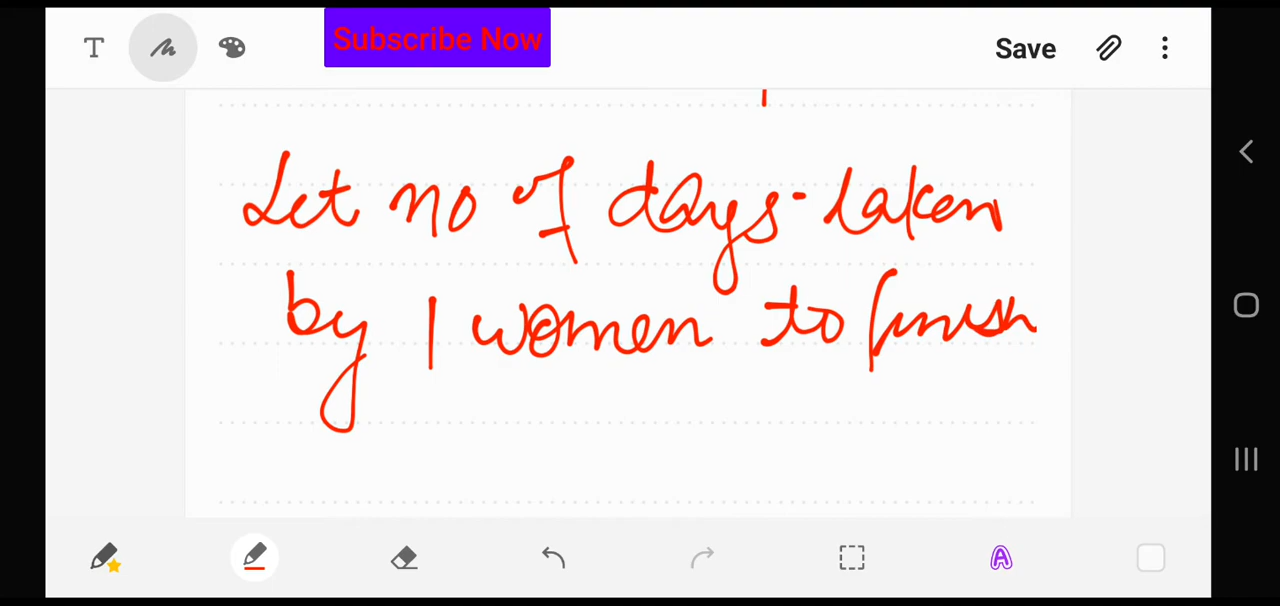 Subscribe Now
T
Save
Let no of days taken
by 1 women to finish
A